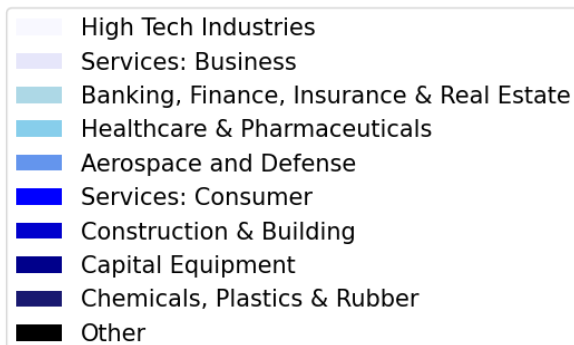 High Tech Industries
Services: Business
Banking, Finance, Insurance & Real Estate
Healthcare & Pharmaceuticals
Aerospace and Defense
Services: Consumer
Construction & Building
Capital Equipment
Chemicals, Plastics & Rubber
Other